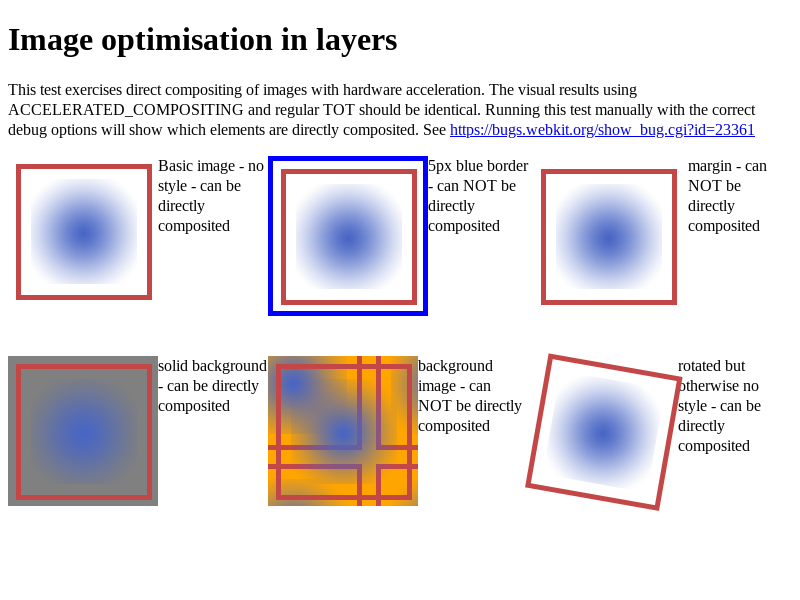 Image optimisation in layers
This test exercises direct compositing of images with hardware acceleration. The visual results using
ACCELERATED_COMPOSITING and regular TOT should be identical. Running this test manually with the correct
debug options will show which elements are directly composited. See https://bugs.webkit.org/show_bug.cgi?id=23361
Basic image - no
style - can be
directly
composited
5px blue border
- can NOT be
directly
composited
margin - can
NOT be
directly
composited
solid background
- can be directly
composited
background
image - can
NOT be directly
composited
rotated but
otherwise no
style - can be
directly
composited